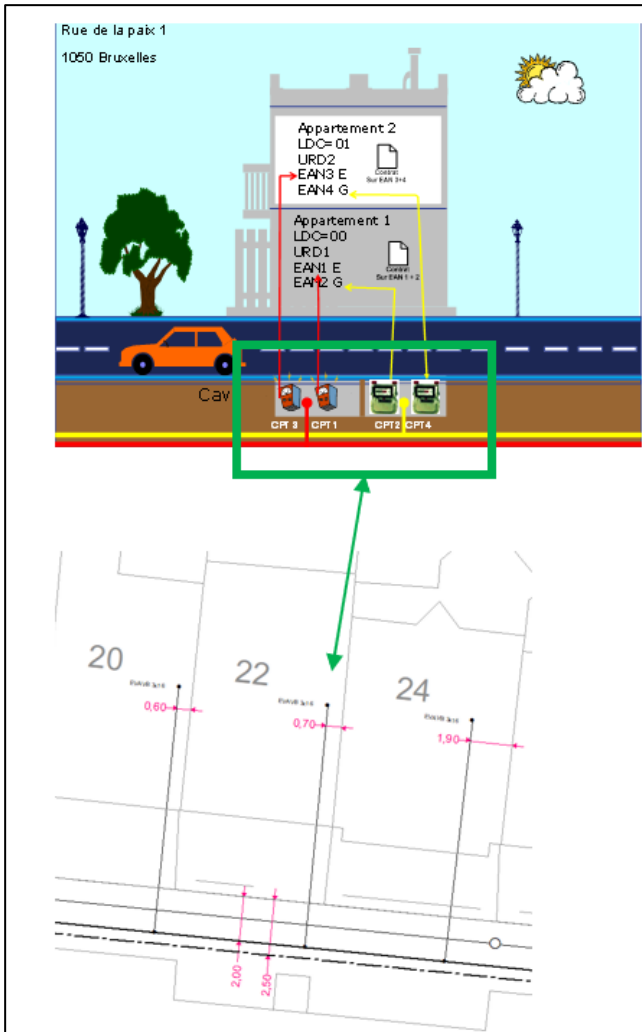 Rue de la paix 1
1050 Bruxelles
Appartement 2
LDC= 01
URD2
EAN3 E
EAN4 G
Contrat
Sur EAN 3+4
Appartement 1
LDC=00
URD1
EAN1 E
EAN2 G
Contrat
Sur EAN 1 + 2
Cav
CPT 3
CPT 1
CPT2
CPT4
20
0,60
22
0,70
24
1,90
2,00
2,50